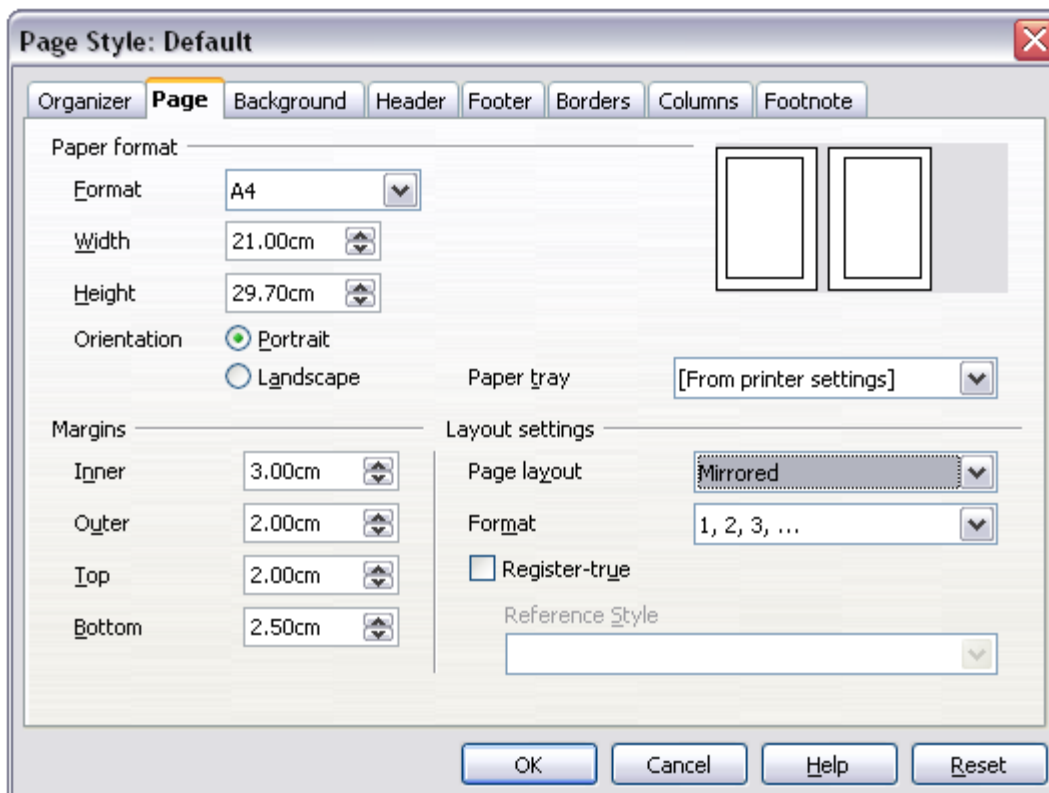 Page Style: Default
Organizer Page Background Header Footer Borders Columns Footnote
Paper format
Format A4
Width 21.00cm
Height 29.70cm
Orientation Portrait
Landscape Paper tray [From printer settings]
Margins Layout settings
Inner 3.00cm Page layout Mirrored
Outer 2.00cm Format 1, 2, 3, ...
Top 2.00cm Register-true
Bottom 2.50cm Reference Style
OK Cancel Help Reset